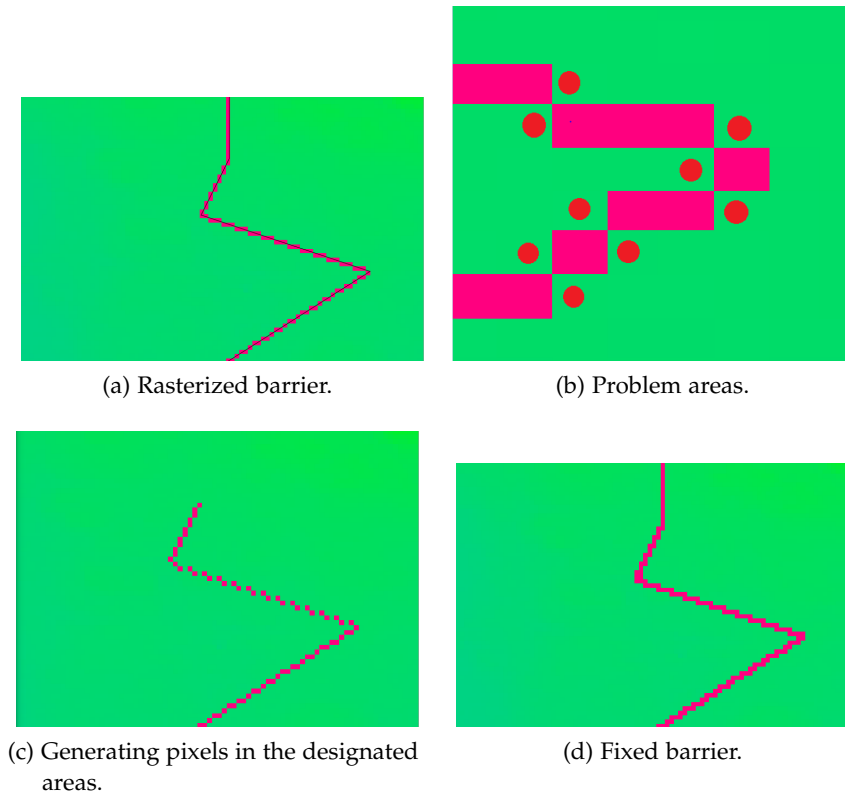 (a) Rasterized barrier.
(b) Problem areas.
(c) Generating pixels in the designated
areas.
(d) Fixed barrier.